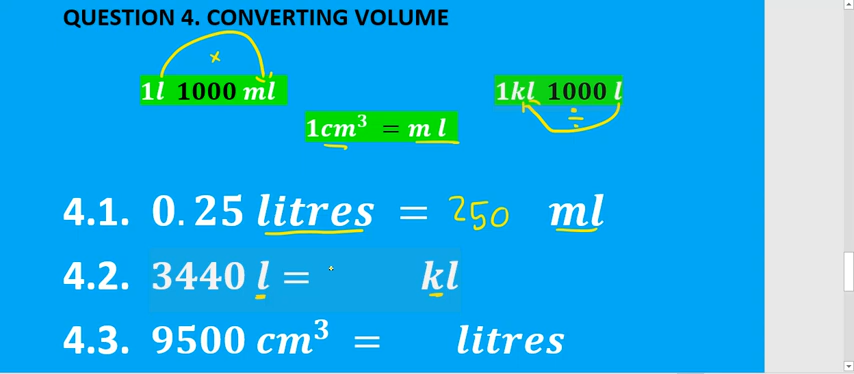 QUESTION 4. CONVERTING VOLUME
×
1l 1000 ml 1kl 1000 l
÷
1cm³ = m l
4.1. 0.25 litres = 250 ml
4.2. 3440 l = kl
4.3. 9500 cm³ = litres